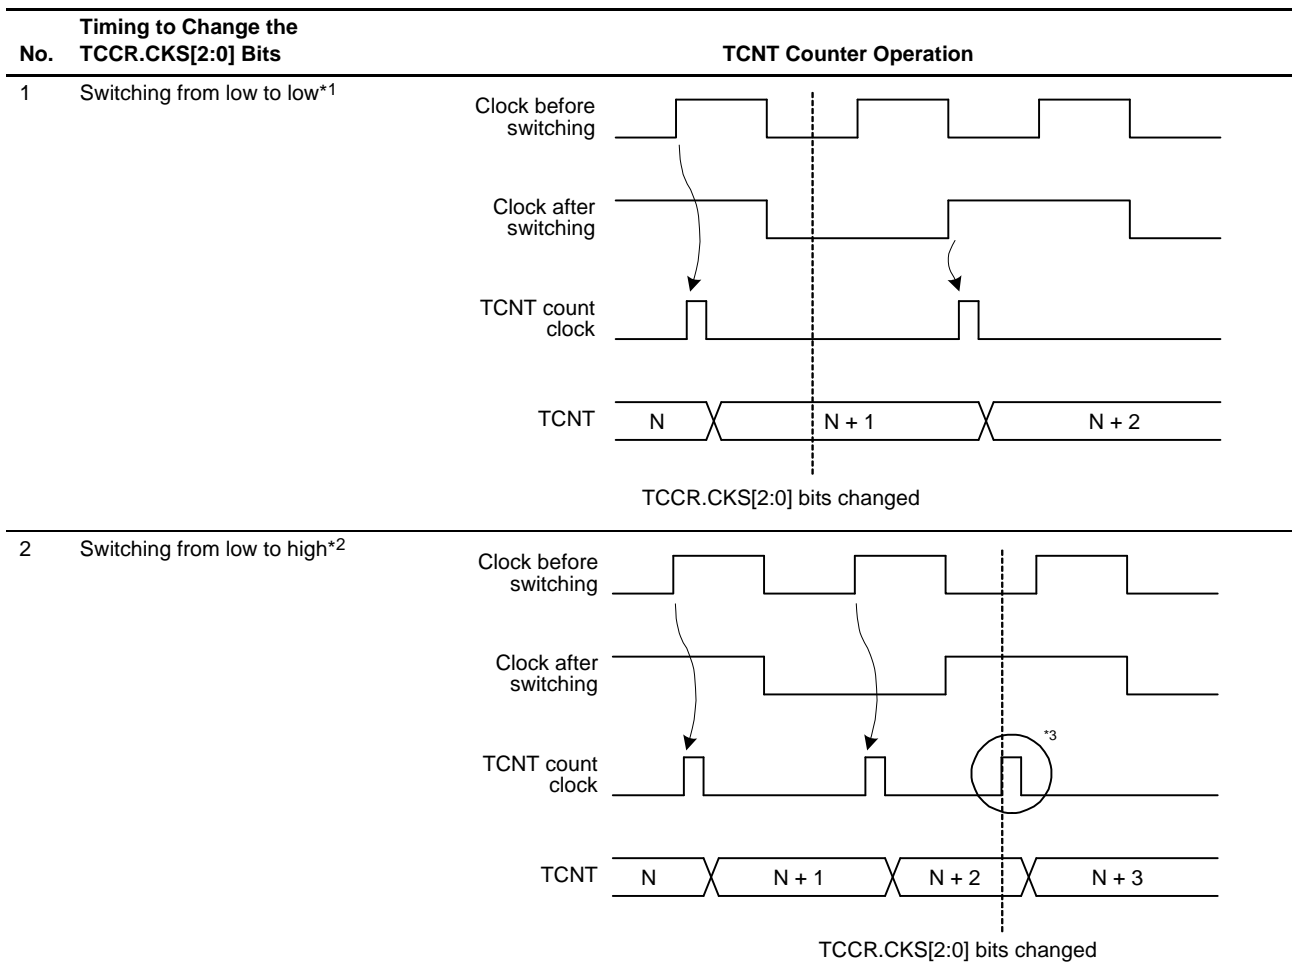 No. Timing to Change the
TCCR.CKS[2:0] Bits
TCNT Counter Operation
1 Switching from low to low*1
Clock before
switching
Clock after
switching
TCNT count
clock
TCNT N N + 1 N + 2
TCCR.CKS[2:0] bits changed
2 Switching from low to high*2
Clock before
switching
Clock after
switching
*3
TCNT count
clock
TCNT N N + 1 N + 2 N + 3
TCCR.CKS[2:0] bits changed